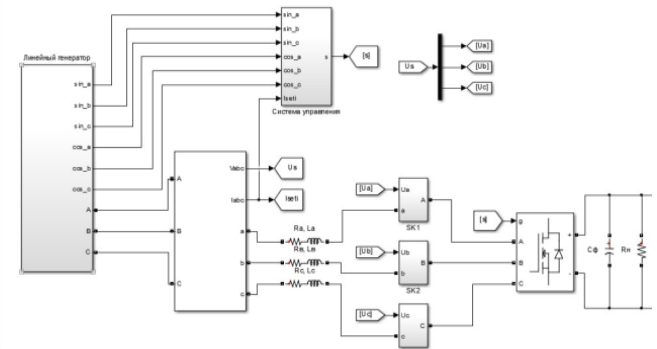 Линейный генератор
sin_a
sin_b
sin_c
cos_a
cos_b
cos_c
A
B
C
sin_a
sin_b
sin_c
cos_a
cos_b
cos_c
Iseti
s
Система управления
[s]
Us
[Ua]
[Ub]
[Uc]
A
B
C
Vabc
Iabc
a
b
c
Us
Iseti
Ra, La
Rв, Lв
Rc, Lc
[Ua]
Ua
a
A
SK1
[Ub]
Ub
b
B
SK2
[Uc]
Uc
c
C
[s]
g
A
B
C
+
-
Сф
Rн